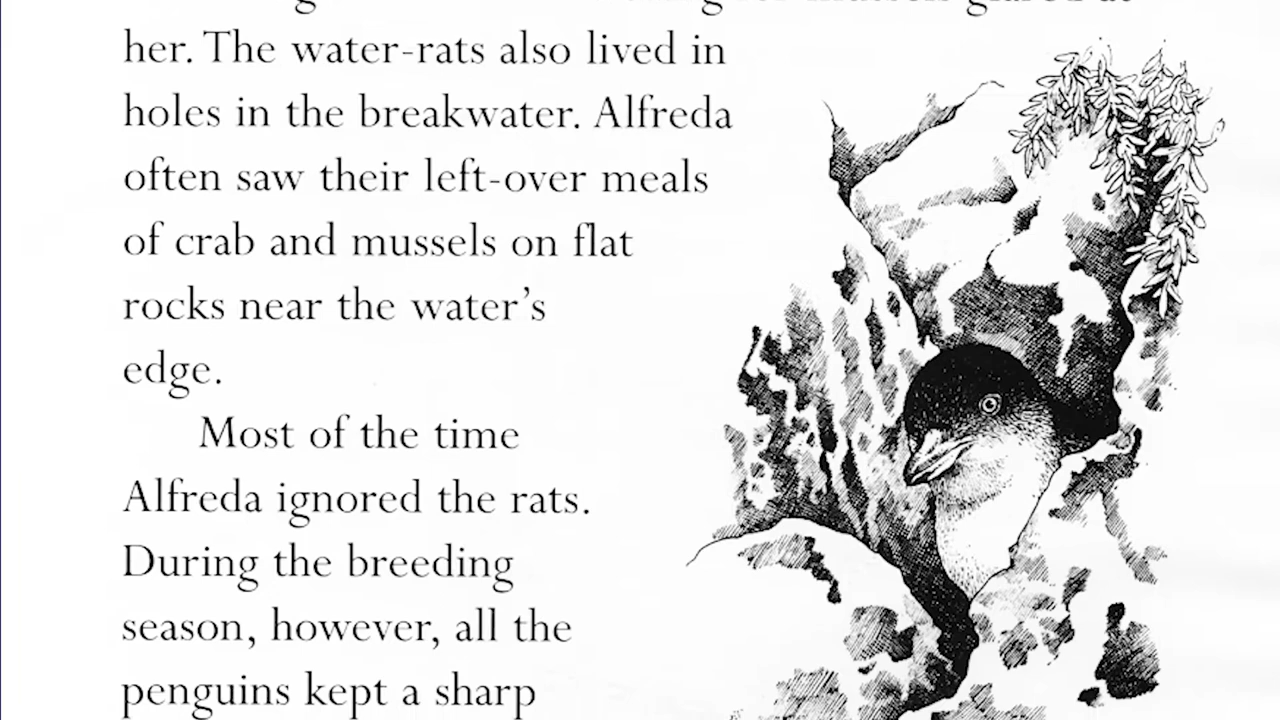 her. The water-rats also lived in
holes in the breakwater. Alfreda
often saw their left-over meals
of crab and mussels on flat
rocks near the water’s
edge.
Most of the time
Alfreda ignored the rats.
During the breeding
season, however, all the
penguins kept a sharp